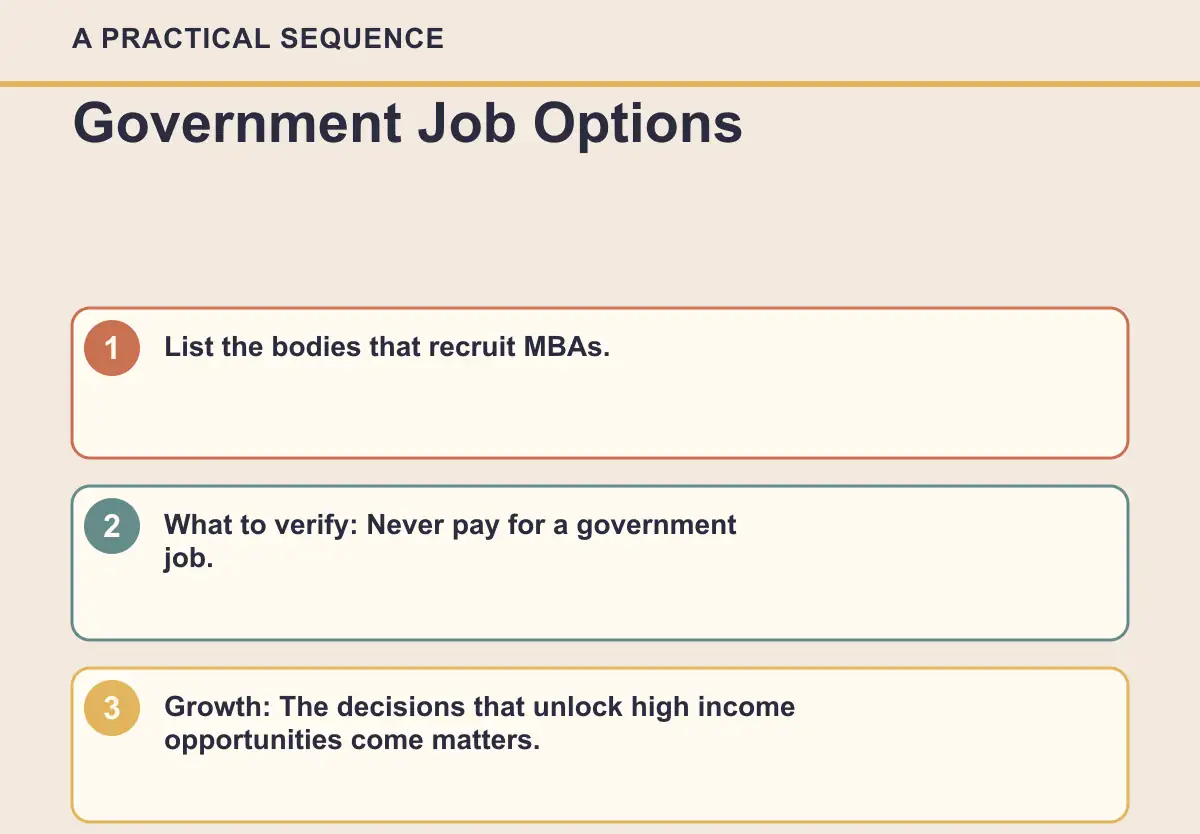 A PRACTICAL SEQUENCE
Government Job Options
1
List the bodies that recruit MBAs.
2
What to verify: Never pay for a government
job.
3
Growth: The decisions that unlock high income
opportunities come matters.